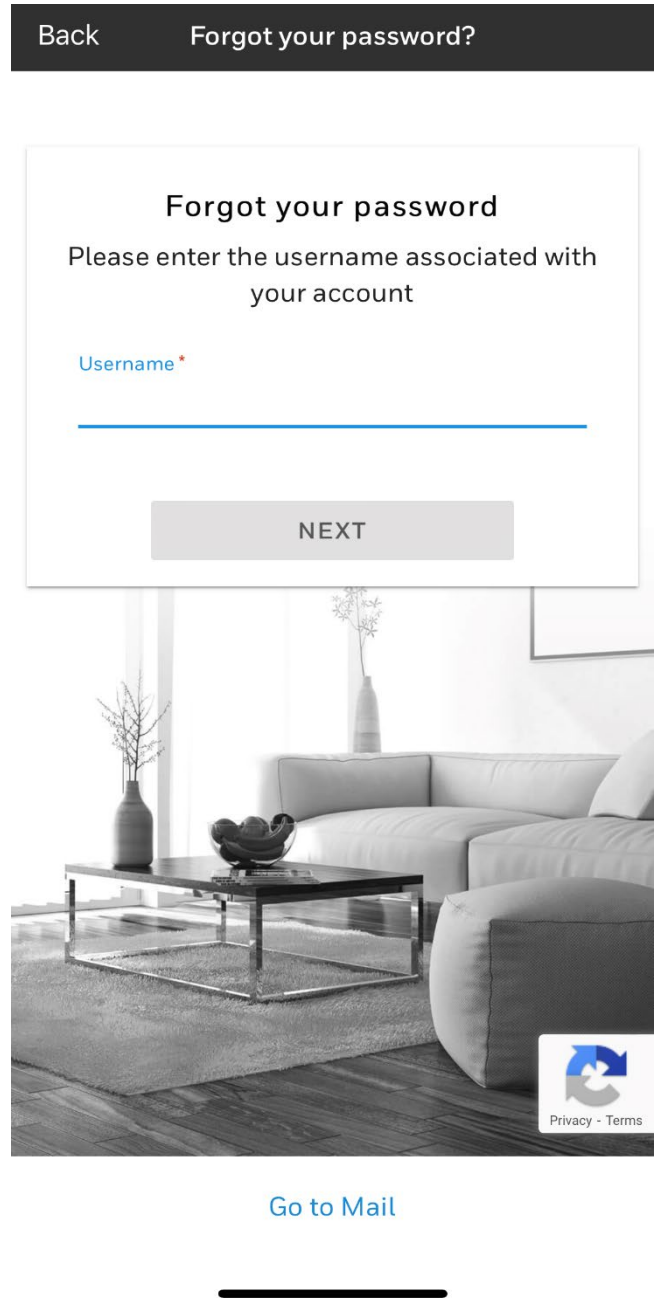 Back
Forgot your password?
Forgot your password
Please enter the username associated with
your account
Username*
NEXT
Privacy - Terms
Go to Mail